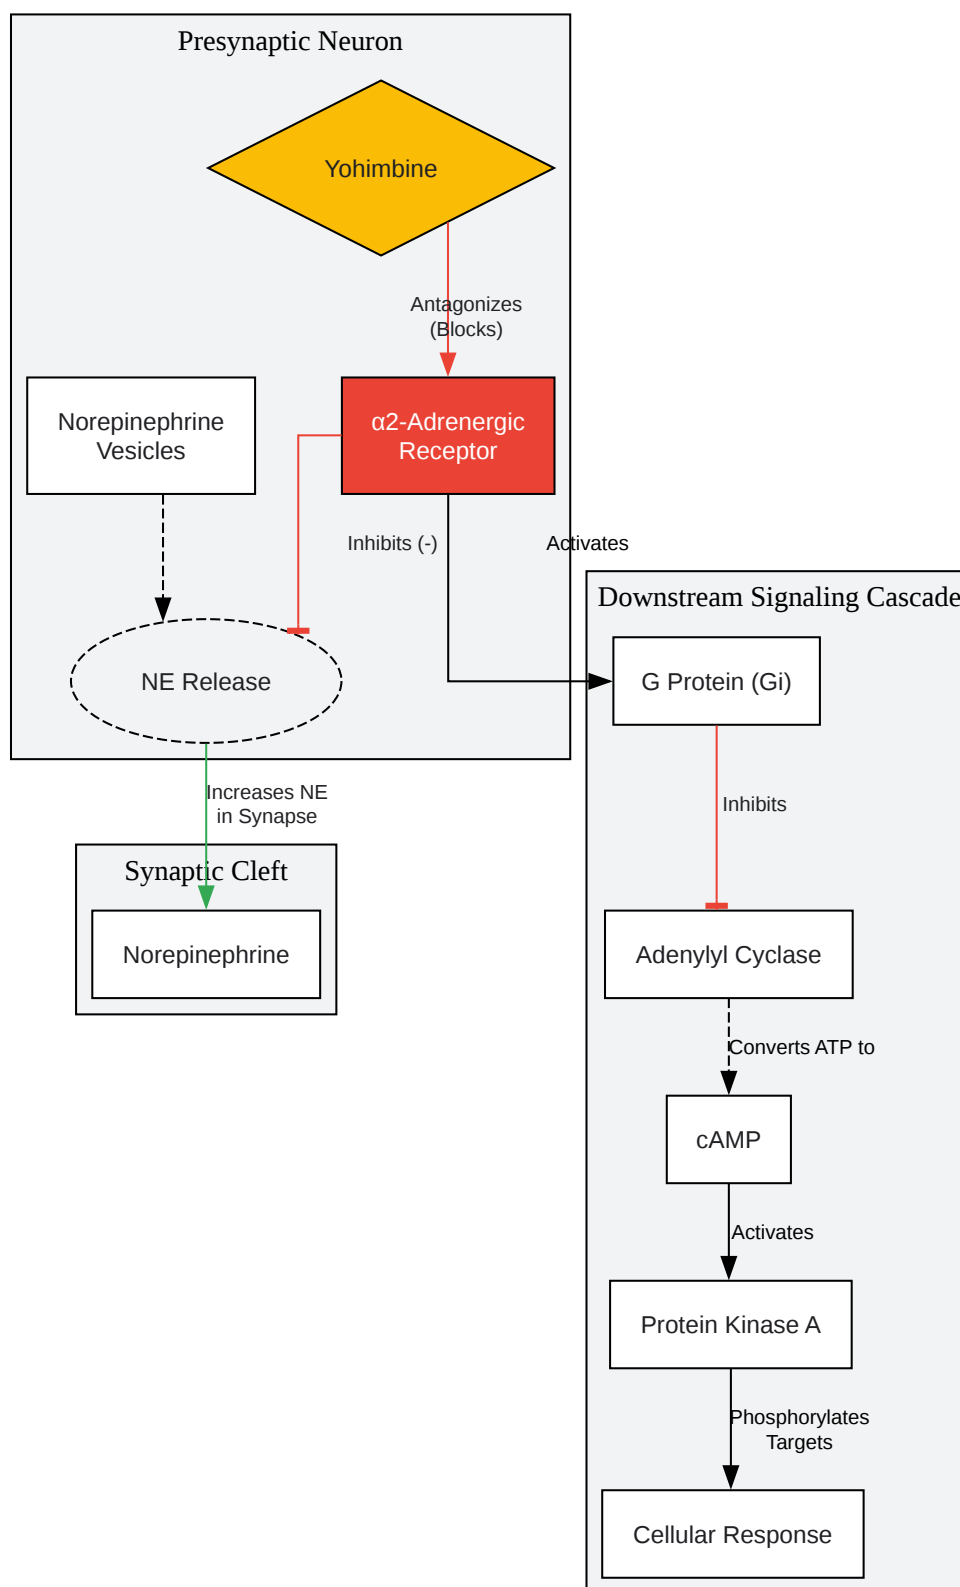 Presynaptic Neuron
Yohimbine
Antagonizes
(Blocks)
Norepinephrine
Vesicles
α2-Adrenergic
Receptor
Inhibits (-)
Activates
NE Release
Increases NE
in Synapse
Synaptic Cleft
Norepinephrine
Downstream Signaling Cascade
G Protein (Gi)
Inhibits
Adenylyl Cyclase
Converts ATP to
cAMP
Activates
Protein Kinase A
Phosphorylates
Targets
Cellular Response